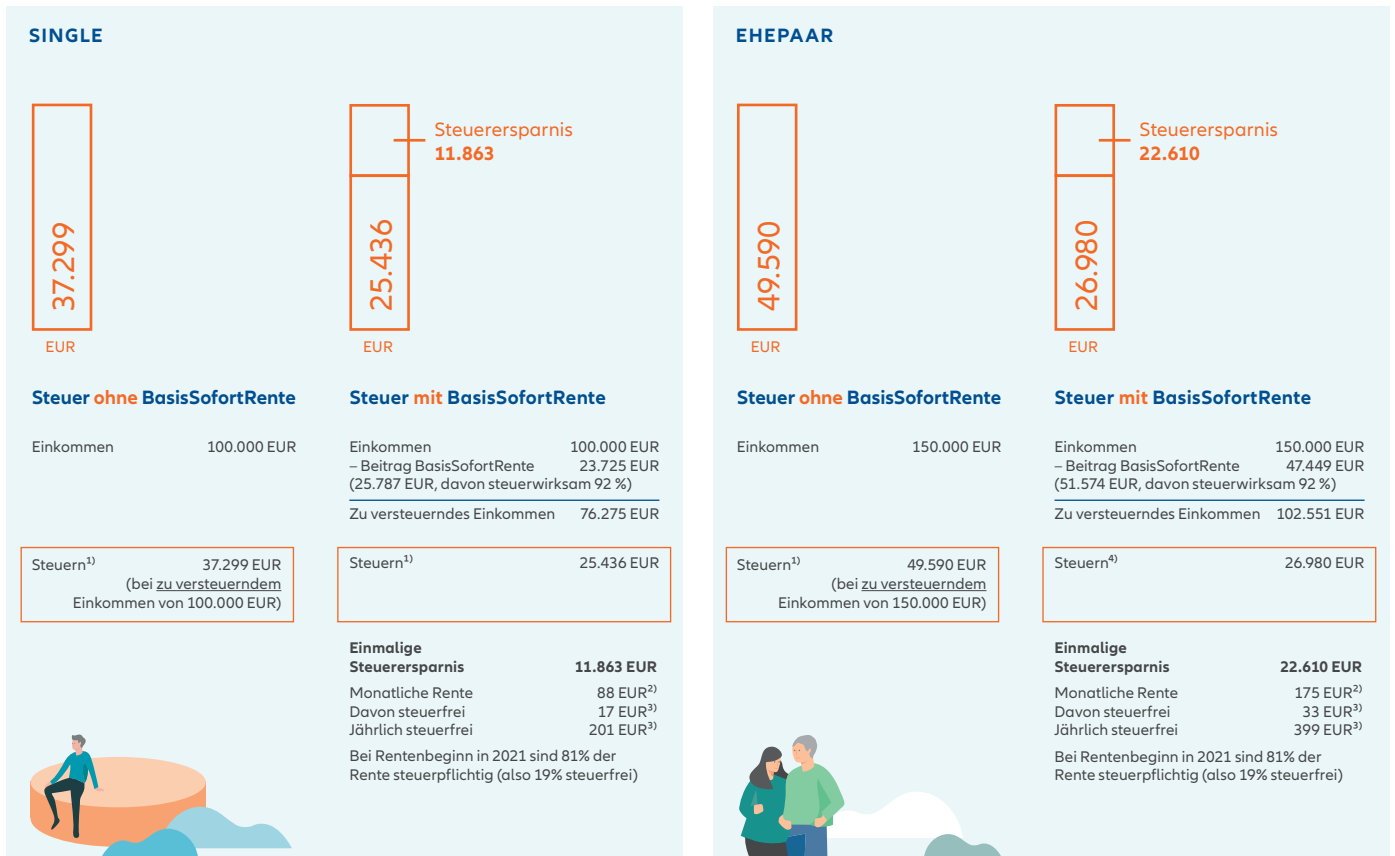 SINGLE
37.299
EUR
25.436
EUR
Steuerersparnis
11.863
Steuer ohne BasisSofortRente
Einkommen 100.000 EUR
Steuern¹⁾ 37.299 EUR
(bei zu versteuerndem
Einkommen von 100.000 EUR)
Steuer mit BasisSofortRente
Einkommen 100.000 EUR
– Beitrag BasisSofortRente 23.725 EUR
(25.787 EUR, davon steuerwirksam 92 %)
Zu versteuerndes Einkommen 76.275 EUR
Steuern¹⁾ 25.436 EUR
Einmalige
Steuerersparnis 11.863 EUR
Monatliche Rente 88 EUR²⁾
Davon steuerfrei 17 EUR³⁾
Jährlich steuerfrei 201 EUR³⁾
Bei Rentenbeginn in 2021 sind 81% der
Rente steuerpflichtig (also 19% steuerfrei)
EHEPAAR
49.590
EUR
26.980
EUR
Steuerersparnis
22.610
Steuer ohne BasisSofortRente
Einkommen 150.000 EUR
Steuern¹⁾ 49.590 EUR
(bei zu versteuerndem
Einkommen von 150.000 EUR)
Steuer mit BasisSofortRente
Einkommen 150.000 EUR
– Beitrag BasisSofortRente 47.449 EUR
(51.574 EUR, davon steuerwirksam 92 %)
Zu versteuerndes Einkommen 102.551 EUR
Steuern⁴⁾ 26.980 EUR
Einmalige
Steuerersparnis 22.610 EUR
Monatliche Rente 175 EUR²⁾
Davon steuerfrei 33 EUR³⁾
Jährlich steuerfrei 399 EUR³⁾
Bei Rentenbeginn in 2021 sind 81% der
Rente steuerpflichtig (also 19% steuerfrei)